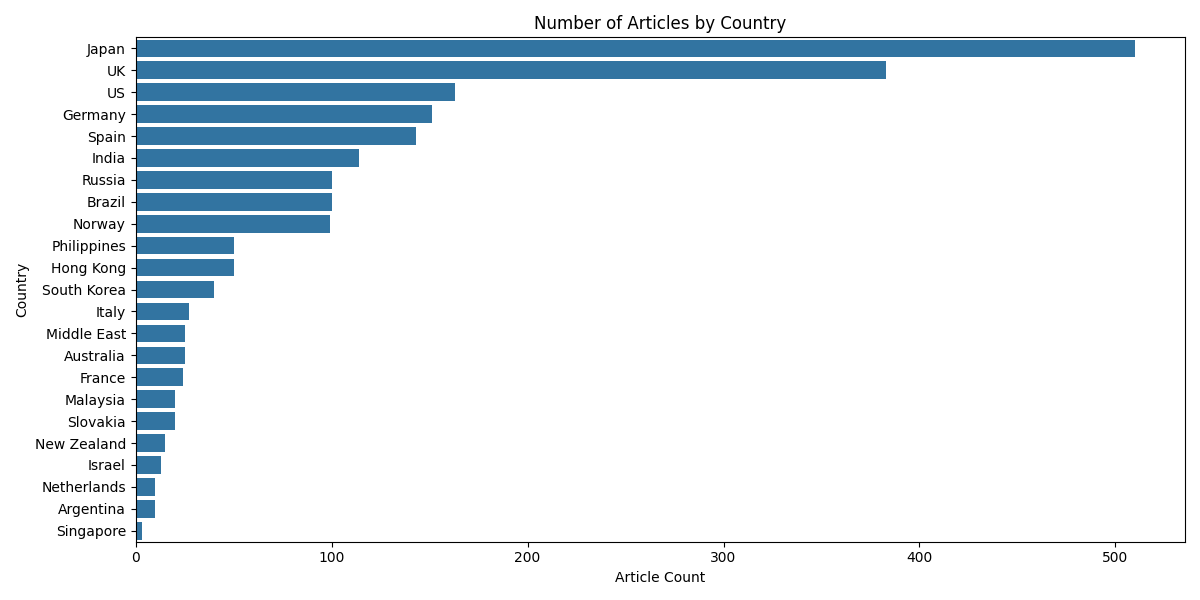 Number of Articles by Country
Country
Japan
UK
US
Germany
Spain
India
Russia
Brazil
Norway
Philippines
Hong Kong
South Korea
Italy
Middle East
Australia
France
Malaysia
Slovakia
New Zealand
Israel
Netherlands
Argentina
Singapore
0 100 200 300 400 500
Article Count